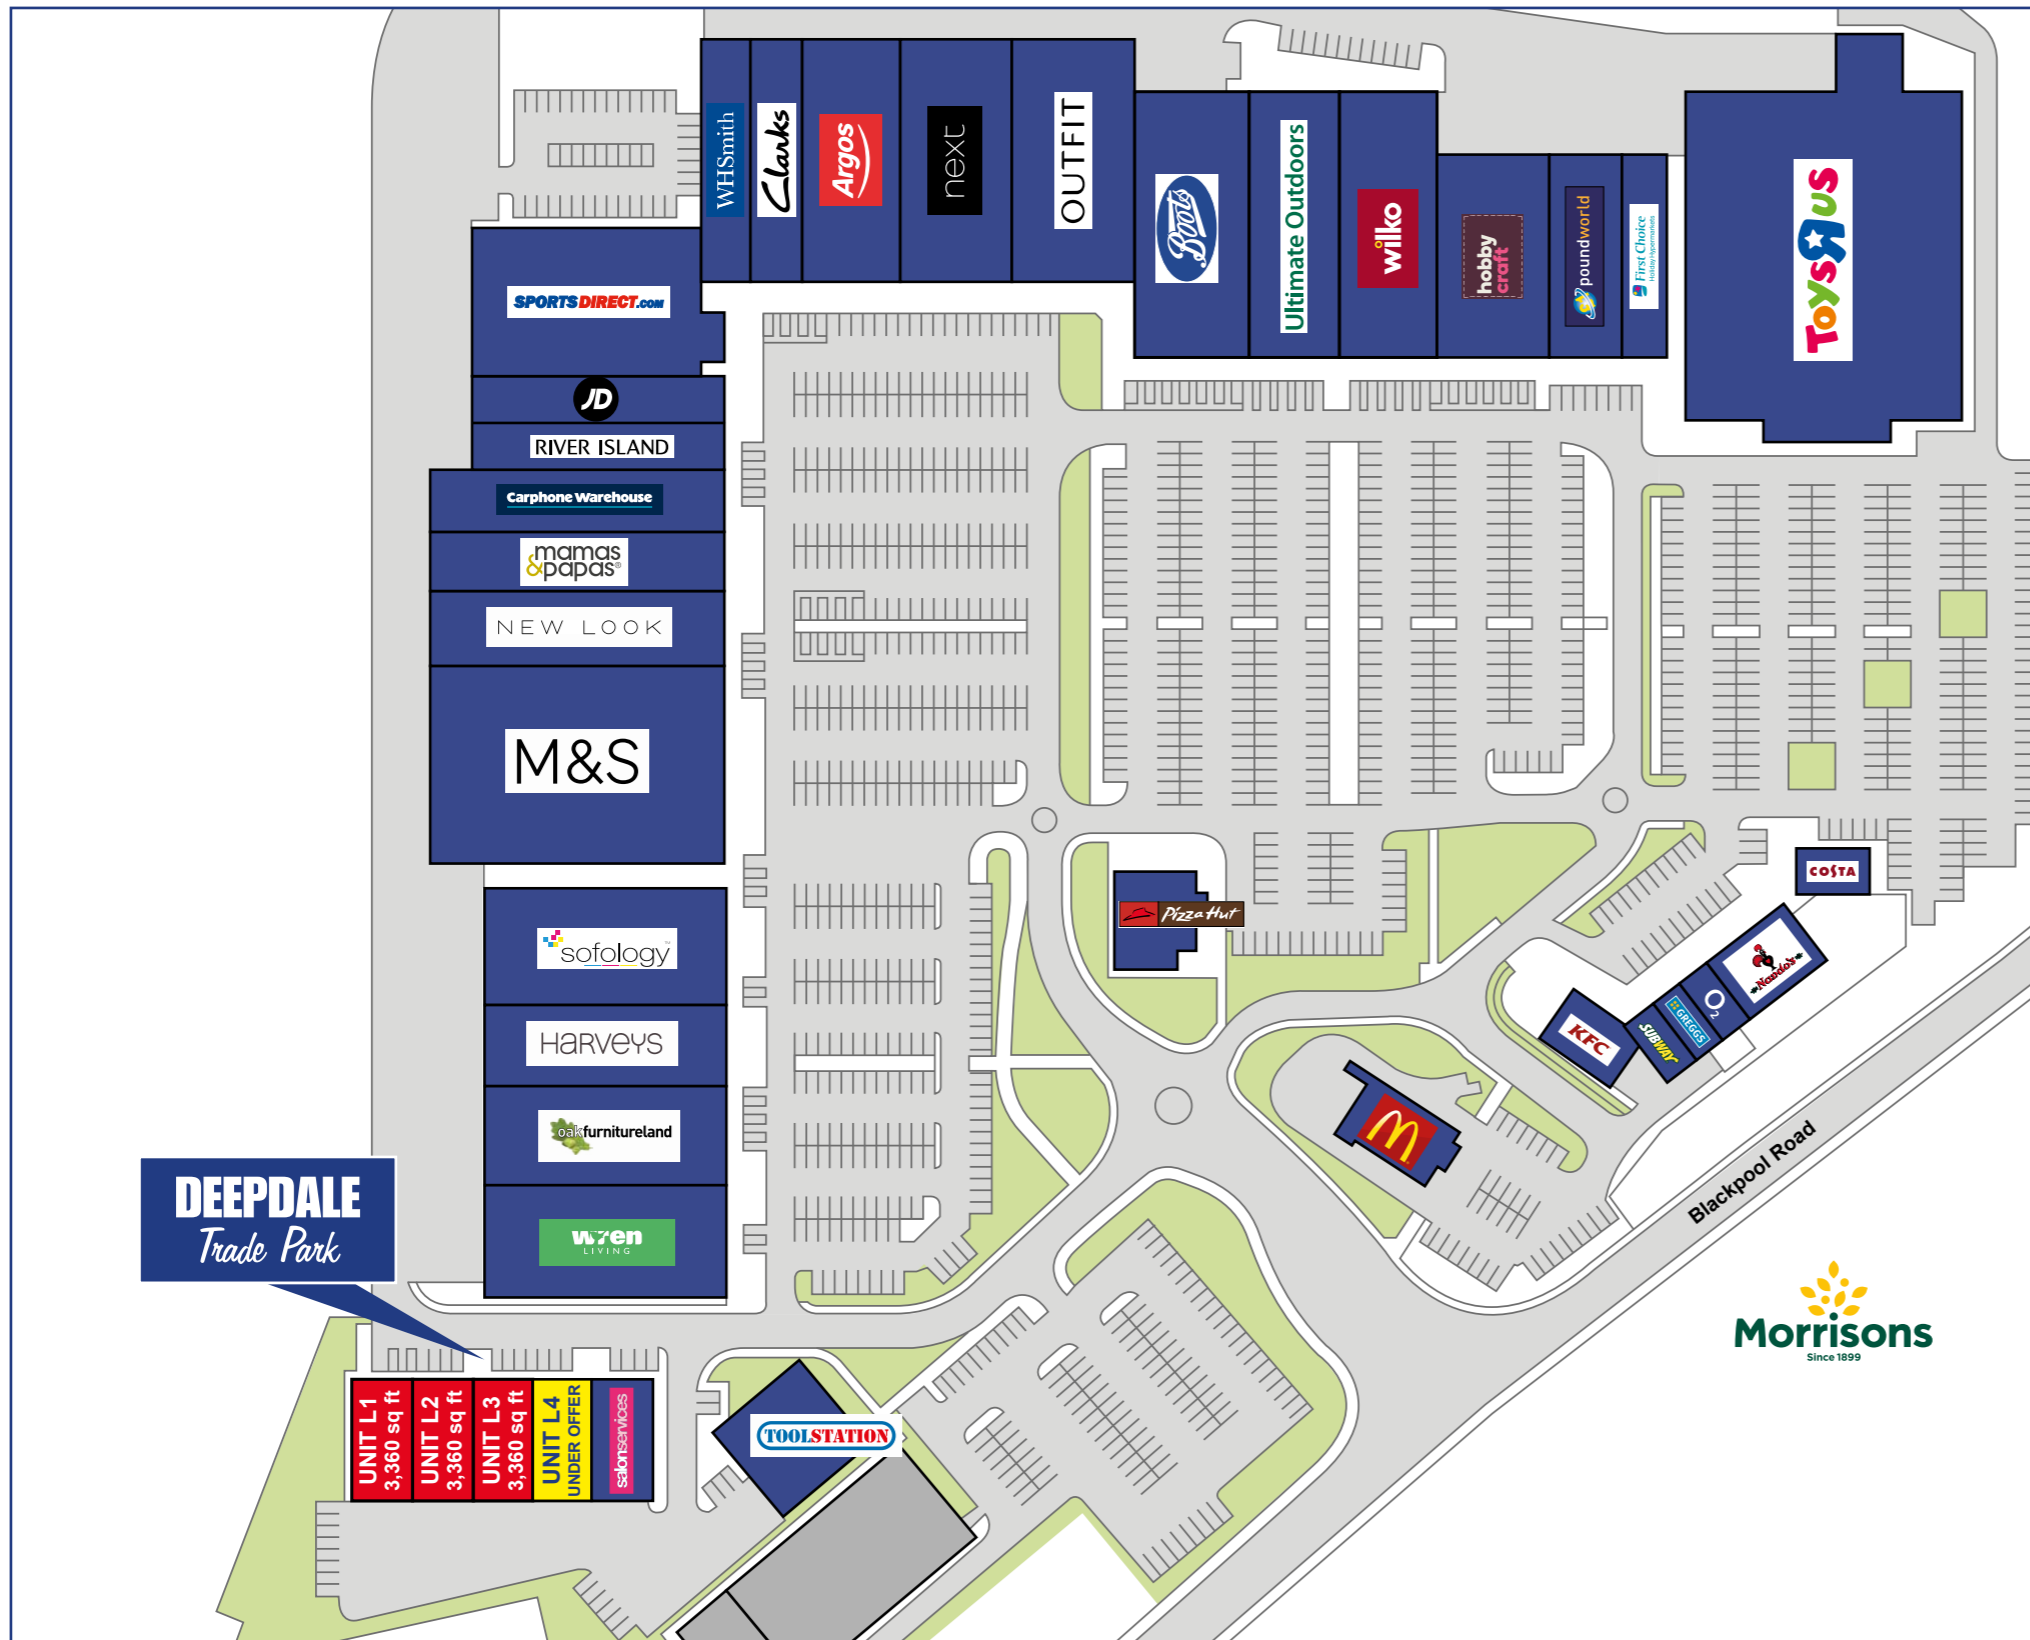 WHSmith
Clarks
Argos
next
OUTFIT
Boots
Ultimate Outdoors
wilko
hobby
craft
poundworld
First Choice
Holiday Hypermarkets
ToysЯus
SPORTSDIRECT.COM
JD
RIVER ISLAND
Carphone Warehouse
mamas
&papas®
NEW LOOK
M&S
sofology
HARVEYS
oakfurnitureland
wren
LIVING
Pizza Hut
COSTA
Nando's
O2
GREGGS
SUBWAY
KFC
M
Blackpool Road
Morrisons
Since 1899
DEEPDALE
Trade Park
UNIT L1
3,360 sq ft
UNIT L2
3,360 sq ft
UNIT L3
3,360 sq ft
UNIT L4
UNDER OFFER
salonservices
TOOLSTATION